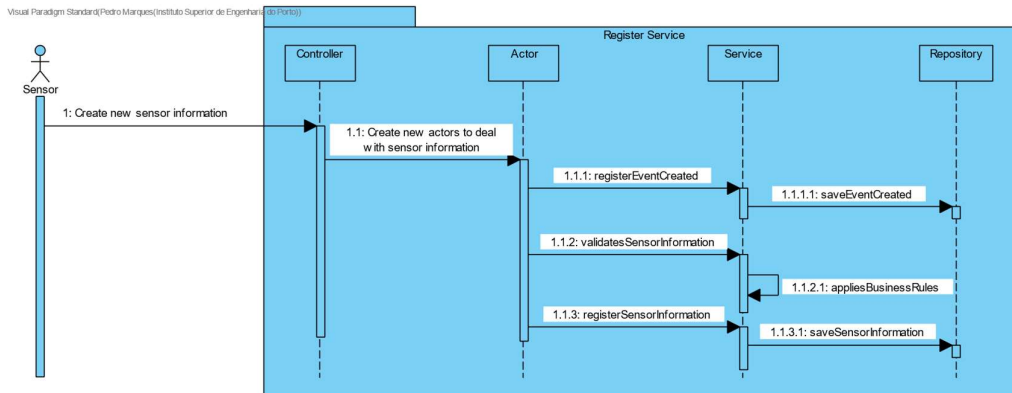 Visual Paradigm Standard(Pedro Marques(Instituto Superior de Engenharia do Porto))
Register Service
Controller
Actor
Service
Repository
Sensor
1: Create new sensor information
1.1: Create new actors to deal
with sensor information
1.1.1: registerEventCreated
1.1.1.1: saveEventCreated
1.1.2: validatesSensorInformation
1.1.2.1: appliesBusinessRules
1.1.3: registerSensorInformation
1.1.3.1: saveSensorInformation